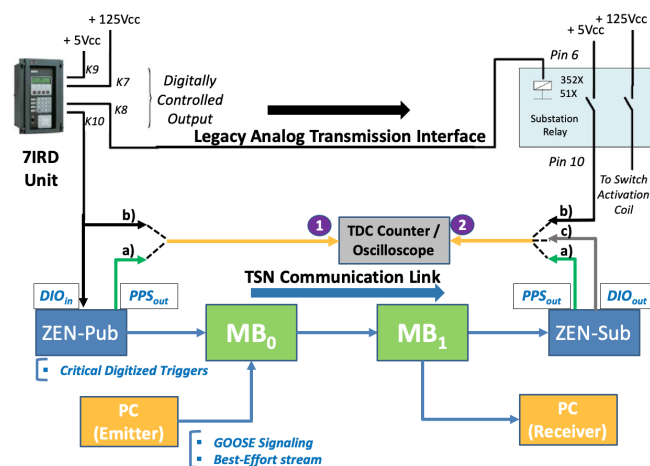 + 125Vcc
+ 5Vcc
K9
K7
K8
K10
Digitally
Controlled
Output
7IRD
Unit
Legacy Analog Transmission Interface
+ 125Vcc
+ 5Vcc
Pin 6
352X
51X
Substation
Relay
Pin 10
To Switch
Activation
Coil
b)
a)
1
TDC Counter /
Oscilloscope
2
b)
c)
a)
TSN Communication Link
DIOin
PPSout
PPSout
DIOout
ZEN-Pub
MB0
MB1
ZEN-Sub
▪ Critical Digitized Triggers
PC
(Emitter)
▪ GOOSE Signaling
▪ Best-Effort stream
PC
(Receiver)